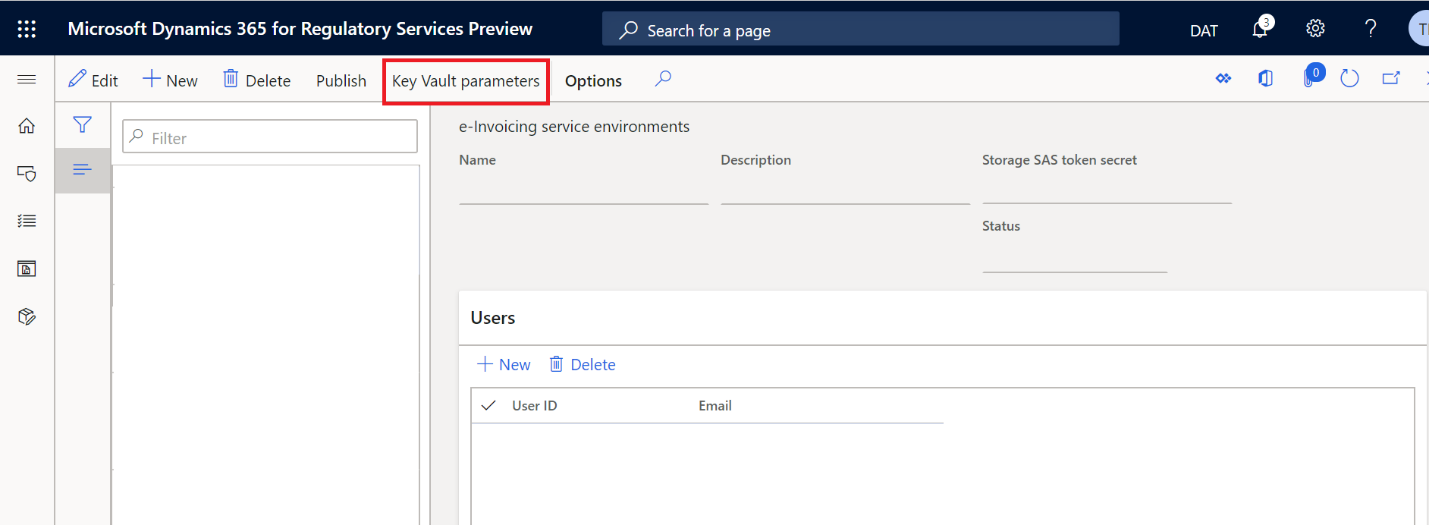 Microsoft Dynamics 365 for Regulatory Services Preview
Search for a page
DAT
3
?
Edit
New
Delete
Publish
Key Vault parameters
Options
0
Filter
e-Invoicing service environments
Name
Description
Storage SAS token secret
Status
Users
New
Delete
User ID
Email